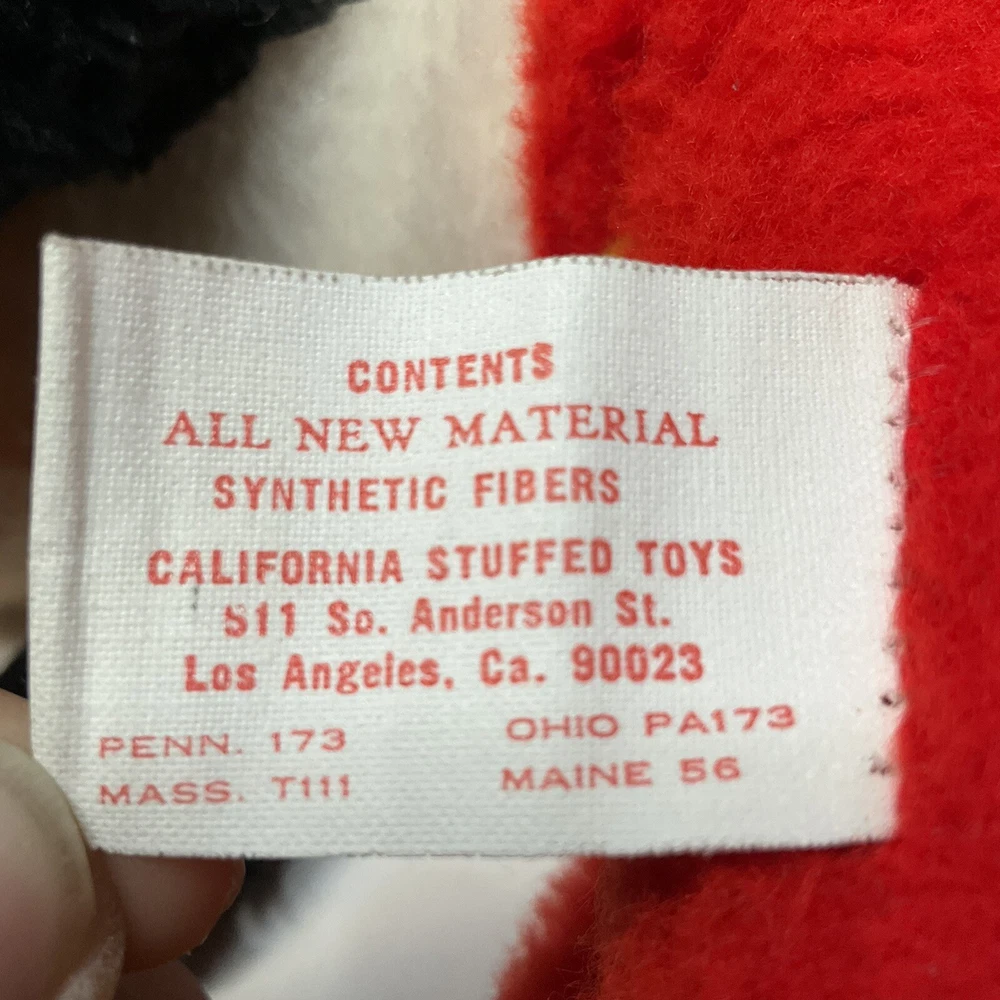 CONTENTS
ALL NEW MATERIAL
SYNTHETIC FIBERS
CALIFORNIA STUFFED TOYS
511 So. Anderson St.
Los Angeles, Ca. 90023
PENN. 173 OHIO PA173
MASS. T111 MAINE 56